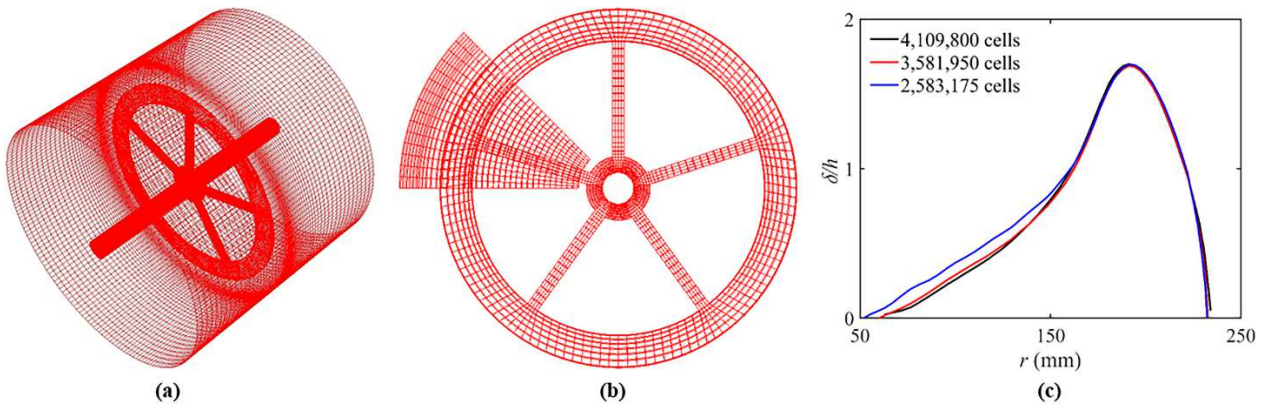 2
4,109,800 cells
3,581,950 cells
2,583,175 cells
δ/h
1
0
50
150
250
r (mm)
(a)
(b)
(c)